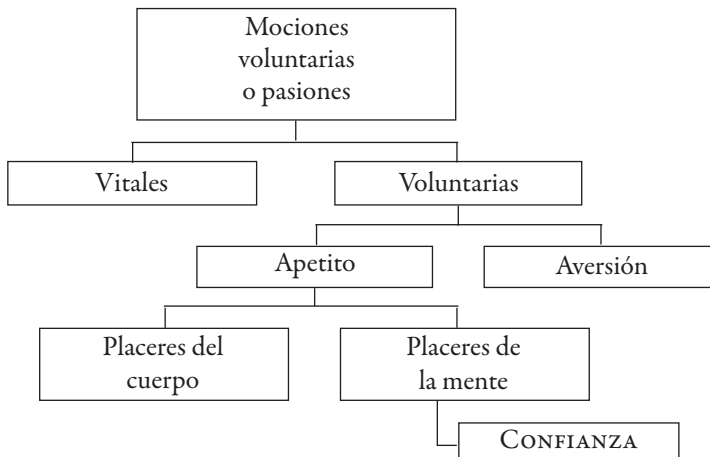 Mociones
voluntarias
o pasiones
Vitales
Voluntarias
Apetito
Aversión
Placeres del
cuerpo
Placeres de
la mente
CONFIANZA